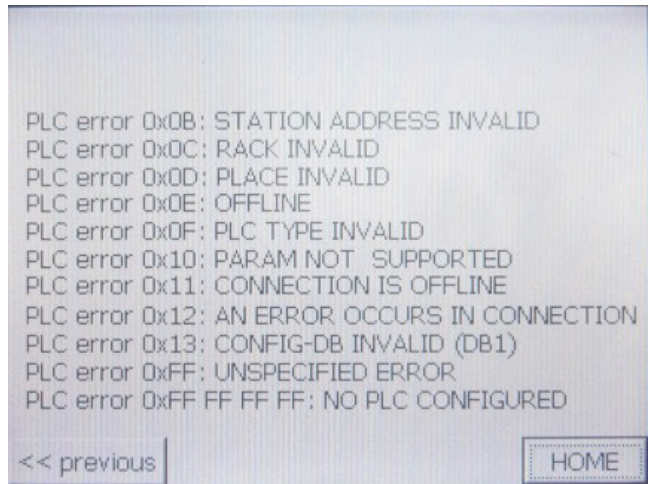 PLC error 0x0B: STATION ADDRESS INVALID
PLC error 0x0C: RACK INVALID
PLC error 0x0D: PLACE INVALID
PLC error 0x0E: OFFLINE
PLC error 0x0F: PLC TYPE INVALID
PLC error 0x10: PARAM NOT  SUPPORTED
PLC error 0x11: CONNECTION IS OFFLINE
PLC error 0x12: AN ERROR OCCURS IN CONNECTION
PLC error 0x13: CONFIG-DB INVALID (DB1)
PLC error 0xFF: UNSPECIFIED ERROR
PLC error 0xFF FF FF FF: NO PLC CONFIGURED
<< previous HOME